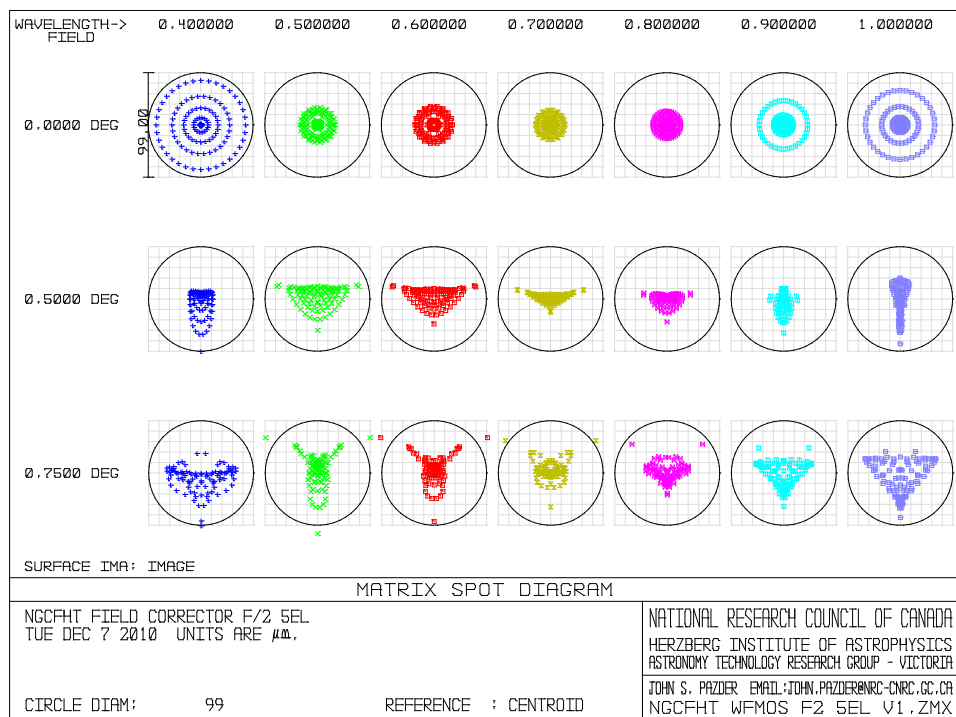 WAVELENGTH-> 0.400000 0.500000 0.600000 0.700000 0.800000 0.900000 1.000000
FIELD
0.0000 DEG
99.00
0.5000 DEG
0.7500 DEG
SURFACE IMA: IMAGE
MATRIX SPOT DIAGRAM
NGCFHT FIELD CORRECTOR F/2 5EL
TUE DEC 7 2010 UNITS ARE µm.
CIRCLE DIAM: 99 REFERENCE : CENTROID
NATIONAL RESEARCH COUNCIL OF CANADA
HERZBERG INSTITUTE OF ASTROPHYSICS
ASTRONOMY TECHNOLOGY RESEARCH GROUP - VICTORIA
JOHN S. PAZDER EMAIL:JOHN.PAZDER@NRC-CNRC.GC.CA
NGCFHT WFMOS F2 5EL V1.ZMX